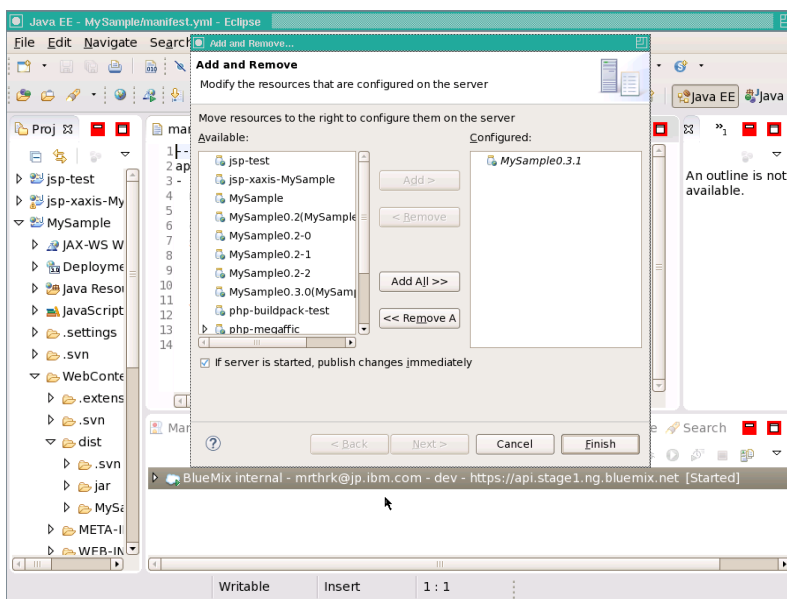 Java EE - MySample/manifest.yml - Eclipse
File Edit Navigate Search
Add and Remove...
Add and Remove
Modify the resources that are configured on the server
Java EE Java
Move resources to the right to configure them on the server
Available:
Configured:
Proj
jsp-test
jsp-xaxis-My
MySample
JAX-WS W
Deployme
Java Resou
JavaScript
.settings
.svn
WebConte
.extens
.svn
dist
.svn
jar
MySa
META-I
WEB-IN
1
2 ap
3 -
4
5
6
7
8
9
10
11
12
13
14
jsp-test
jsp-xaxis-MySample
MySample
MySample0.2(MySample
MySample0.2-0
MySample0.2-1
MySample0.2-2
MySample0.3.0(MySamp
php-buildpack-test
php-megaffic
Add >
< Remove
Add All >>
<< Remove A
MySample0.3.1
If server is started, publish changes immediately
< Back Next > Cancel Finish
An outline is not
available.
Mar
Search
BlueMix internal - mrthrk@jp.ibm.com - dev - https://api.stage1.ng.bluemix.net [Started]
Writable Insert 1 : 1